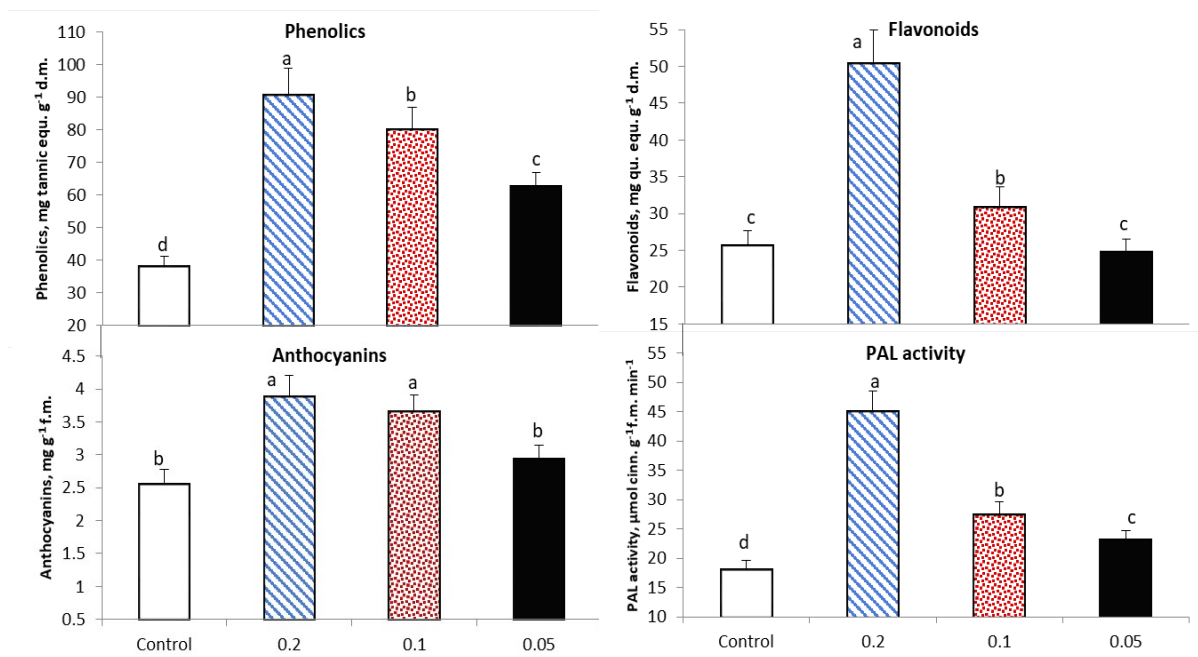 Phenolics
Phenolics, mg tannic equ. g-1 d.m.
110
100
90
80
70
60
50
40
30
20
d
a
b
c
Flavonoids
Flavonoids, mg qu. equ. g-1 d.m.
55
50
45
40
35
30
25
20
15
c
a
b
c
Anthocyanins
Anthocyanins, mg g-1 f.m.
4.5
4
3.5
3
2.5
2
1.5
1
0.5
b
a
a
b
Control
0.2
0.1
0.05
PAL activity
PAL activity, µmol cinn. g-1f.m. min-1
55
50
45
40
35
30
25
20
15
10
d
a
b
c
Control
0.2
0.1
0.05